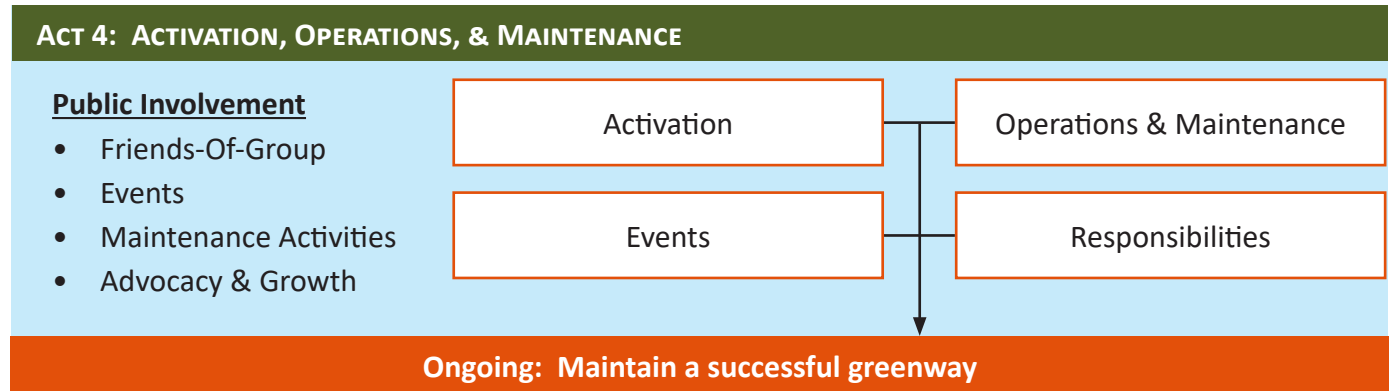 Act 4: Activation, Operations, & Maintenance
Public Involvement
• Friends-Of-Group
• Events
• Maintenance Activities
• Advocacy & Growth
Activation
Operations & Maintenance
Events
Responsibilities
Ongoing: Maintain a successful greenway